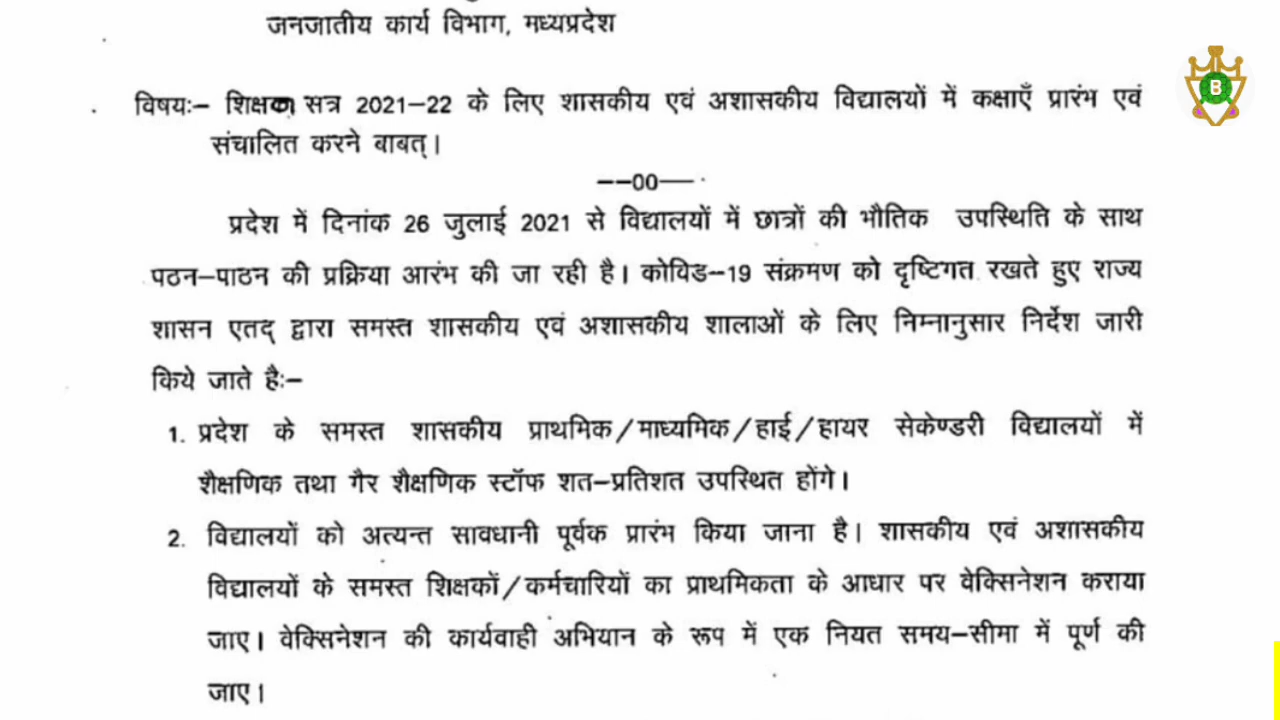 जनजातीय कार्य विभाग, मध्यप्रदेश
B
विषयः– शिक्षका सत्र 2021–22 के लिए शासकीय एवं अशासकीय विद्यालयों में कक्षाएँ प्रारंभ एवं
संचालित करने बाबत्।
––00––
प्रदेश में दिनांक 26 जुलाई 2021 से विद्यालयों में छात्रों की भौतिक उपस्थिति के साथ
पठन–पाठन की प्रक्रिया आरंभ की जा रही है। कोविड–19 संक्रमण को दृष्टिगत रखते हुए राज्य
शासन एतद् द्वारा समस्त शासकीय एवं अशासकीय शालाओं के लिए निम्नानुसार निर्देश जारी
किये जाते हैः–
1. प्रदेश के समस्त शासकीय प्राथमिक/माध्यमिक/हाई/हायर सेकेण्डरी विद्यालयों में
शैक्षणिक तथा गैर शैक्षणिक स्टॉफ शत–प्रतिशत उपस्थित होंगे।
2. विद्यालयों को अत्यन्त सावधानी पूर्वक प्रारंभ किया जाना है। शासकीय एवं अशासकीय
विद्यालयों के समस्त शिक्षकों/कर्मचारियों का प्राथमिकता के आधार पर वेक्सिनेशन कराया
जाए। वेक्सिनेशन की कार्यवाही अभियान के रूप में एक नियत समय–सीमा में पूर्ण की
जाए।